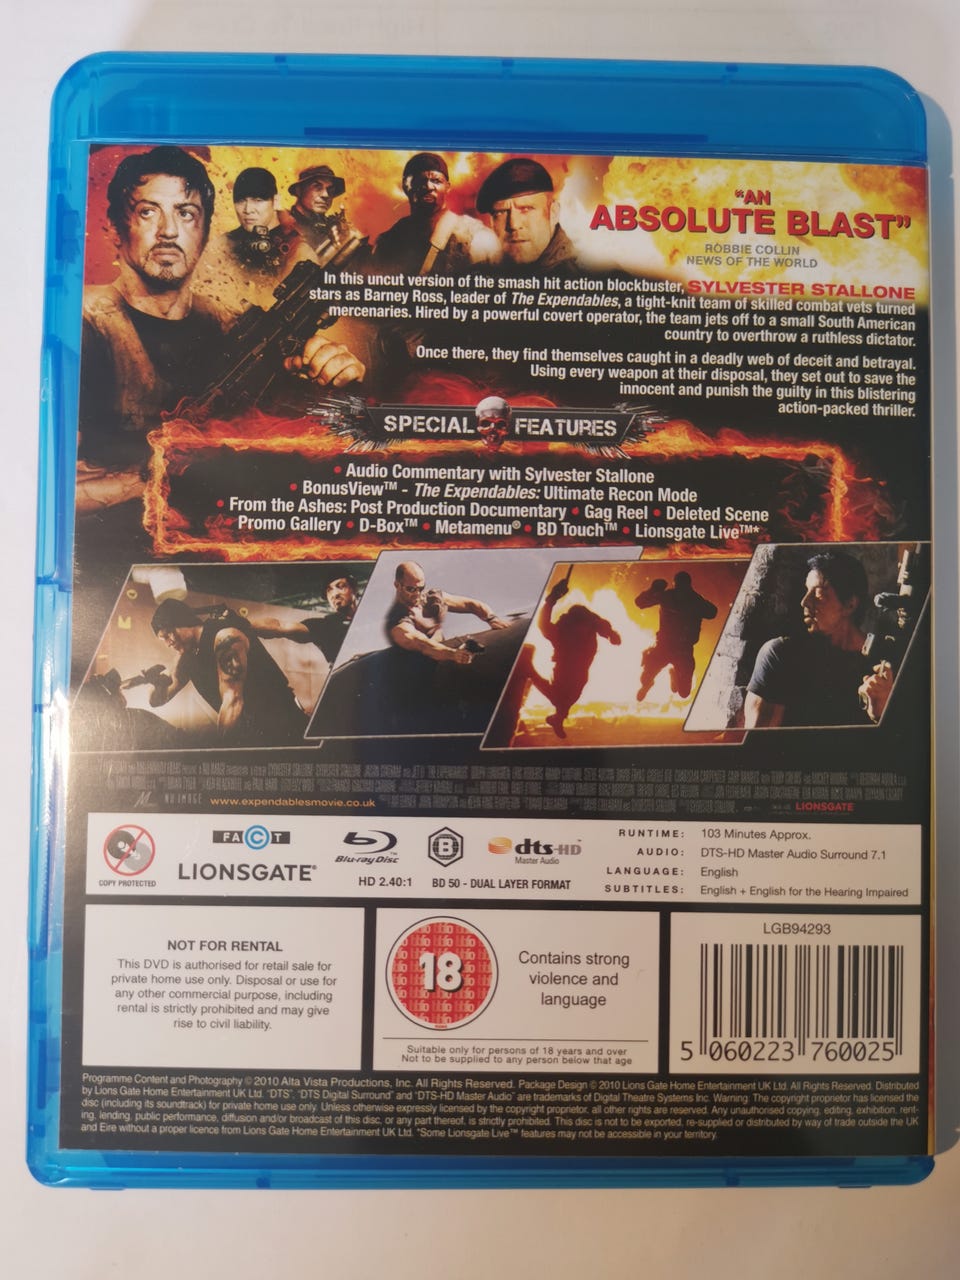 "AN
ABSOLUTE BLAST"
ROBBIE COLLIN
NEWS OF THE WORLD
In this uncut version of the smash hit action blockbuster, SYLVESTER STALLONE
stars as Barney Ross, leader of The Expendables, a tight-knit team of skilled combat vets turned
mercenaries. Hired by a powerful covert operator, the team jets off to a small South American
country to overthrow a ruthless dictator.
Once there, they find themselves caught in a deadly web of deceit and betrayal.
Using every weapon at their disposal, they set out to save the
innocent and punish the guilty in this blistering
action-packed thriller.
SPECIAL FEATURES
• Audio Commentary with Sylvester Stallone
• BonusView™ - The Expendables: Ultimate Recon Mode
• From the Ashes: Post Production Documentary • Gag Reel • Deleted Scene
• Promo Gallery • D-Box™ • Metamenu® • BD Touch™ • Lionsgate Live™*
NU IMAGE www.expendablesmovie.co.uk LIONSGATE
COPY PROTECTED
FACT
LIONSGATE®
Blu-ray Disc™
HD 2.40:1
B
BD 50 - DUAL LAYER FORMAT
dts-HD
Master Audio
RUNTIME: 103 Minutes Approx.
AUDIO: DTS-HD Master Audio Surround 7.1
LANGUAGE: English
SUBTITLES: English + English for the Hearing Impaired
NOT FOR RENTAL
This DVD is authorised for retail sale for
private home use only. Disposal or use for
any other commercial purpose, including
rental is strictly prohibited and may give
rise to civil liability.
18
Contains strong
violence and
language
Suitable only for persons of 18 years and over
Not to be supplied to any person below that age
LGB94293
5 060223 760025
Programme Content and Photography © 2010 Alta Vista Productions, Inc. All Rights Reserved. Package Design © 2010 Lions Gate Home Entertainment UK Ltd. All Rights Reserved. Distributed
by Lions Gate Home Entertainment UK Ltd. "DTS", "DTS Digital Surround" and "DTS-HD Master Audio" are trademarks of Digital Theatre Systems Inc. Warning: The copyright proprietor has licensed the
disc (including its soundtrack) for private home use only. Unless otherwise expressly licensed by the copyright proprietor, all other rights are reserved. Any unauthorised copying, editing, exhibition, rent-
ing, lending, public performance, diffusion and/or broadcast of this disc, or any part thereof, is strictly prohibited. This disc is not to be exported, re-supplied or distributed by way of trade outside the UK
and Eire without a proper licence from Lions Gate Home Entertainment UK Ltd. *Some Lionsgate Live™ features may not be accessible in your territory.